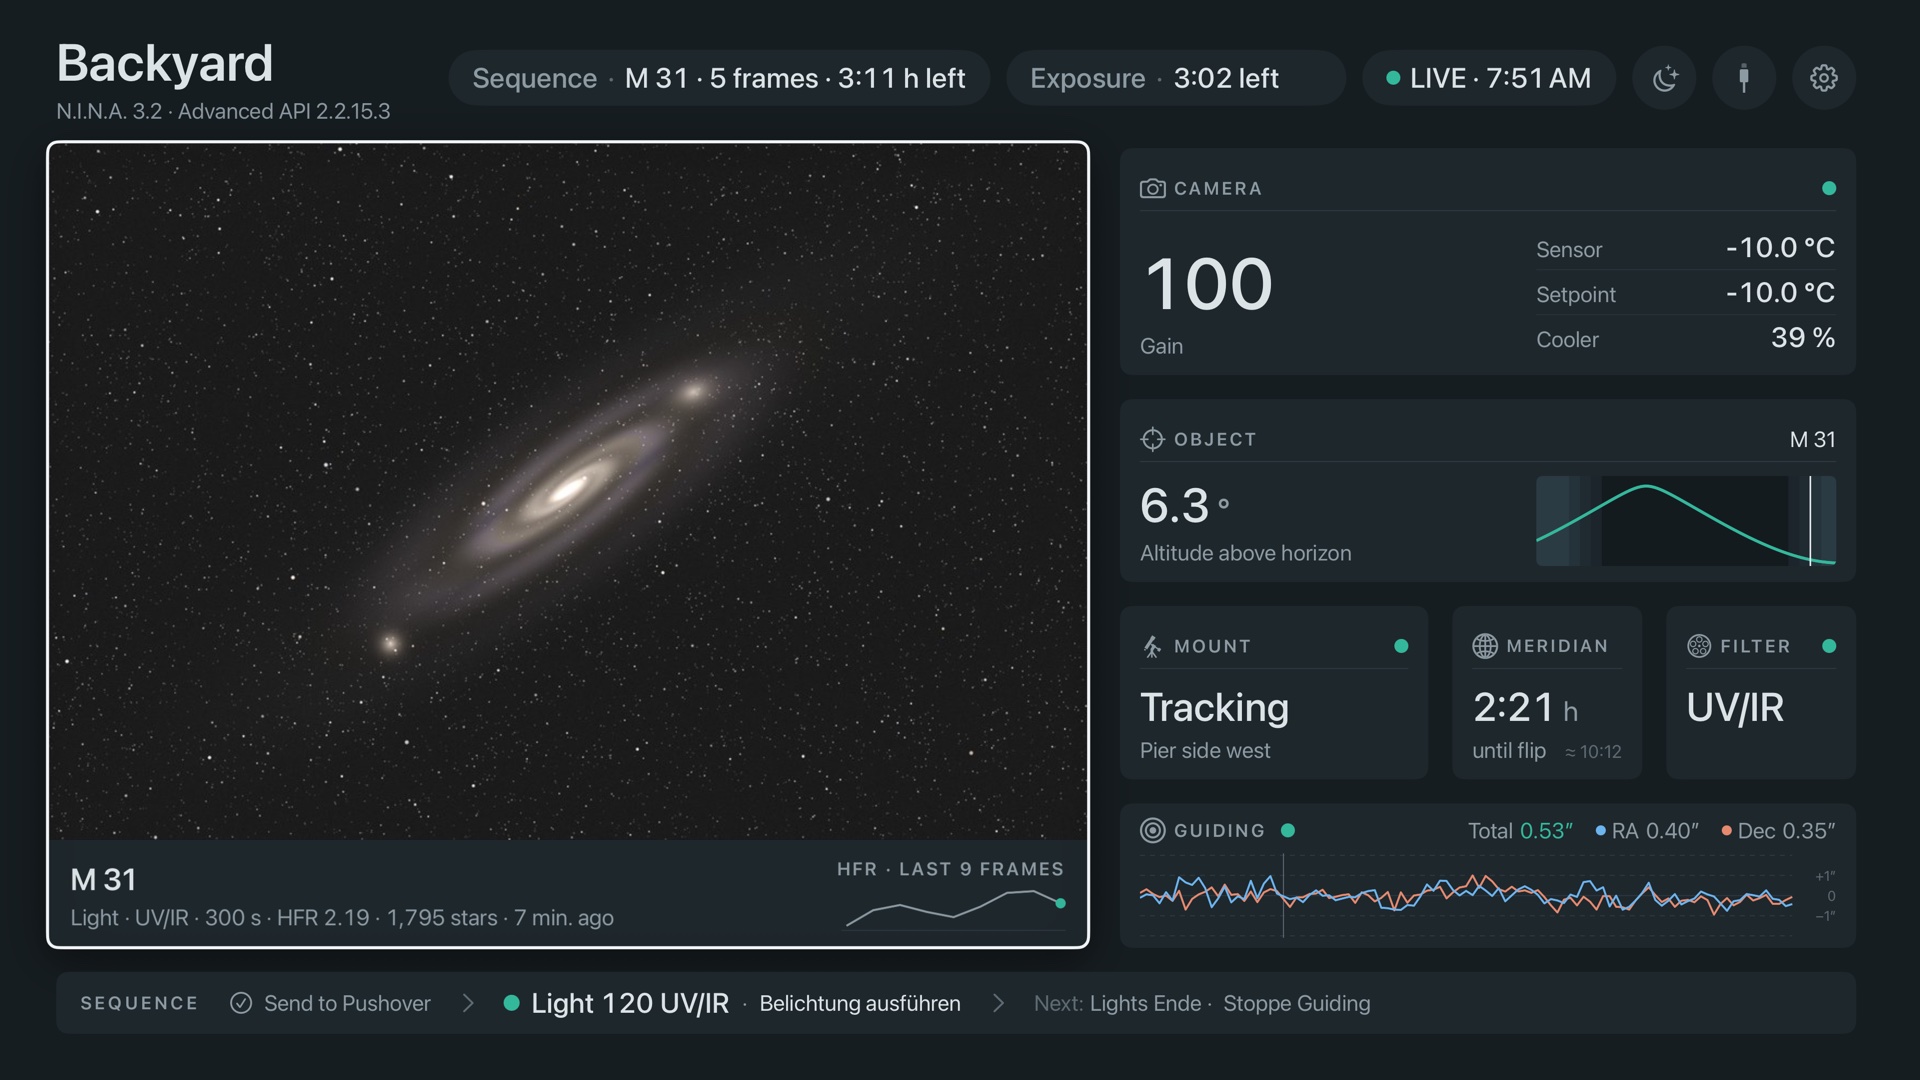 Backyard
N.I.N.A. 3.2 · Advanced API 2.2.15.3
Sequence · M 31 · 5 frames · 3:11 h left
Exposure · 3:02 left
LIVE · 7:51 AM
CAMERA
100
Gain
Sensor -10.0 °C
Setpoint -10.0 °C
Cooler 39 %
OBJECT M 31
6.3 °
Altitude above horizon
MOUNT
Tracking
Pier side west
MERIDIAN
2:21 h
until flip ≈ 10:12
FILTER
UV/IR
GUIDING Total 0.53″ RA 0.40″ Dec 0.35″
+1″
0
−1″
M 31
Light · UV/IR · 300 s · HFR 2.19 · 1,795 stars · 7 min. ago
HFR · LAST 9 FRAMES
SEQUENCE Send to Pushover Light 120 UV/IR · Belichtung ausführen Next: Lights Ende · Stoppe Guiding